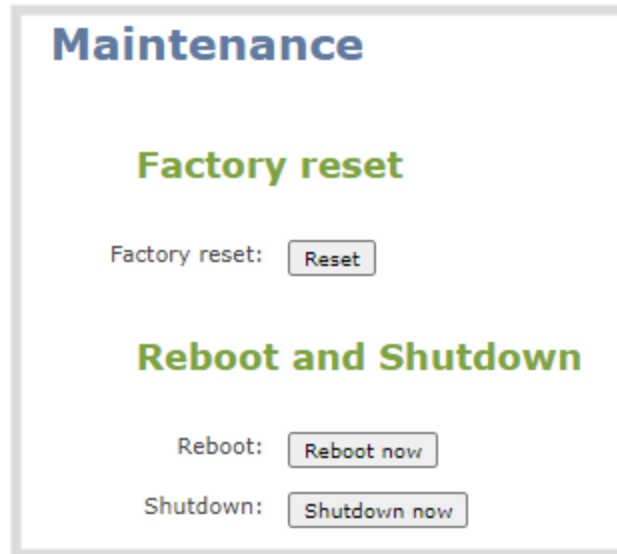 Maintenance
Factory reset
Factory reset: Reset
Reboot and Shutdown
Reboot: Reboot now
Shutdown: Shutdown now